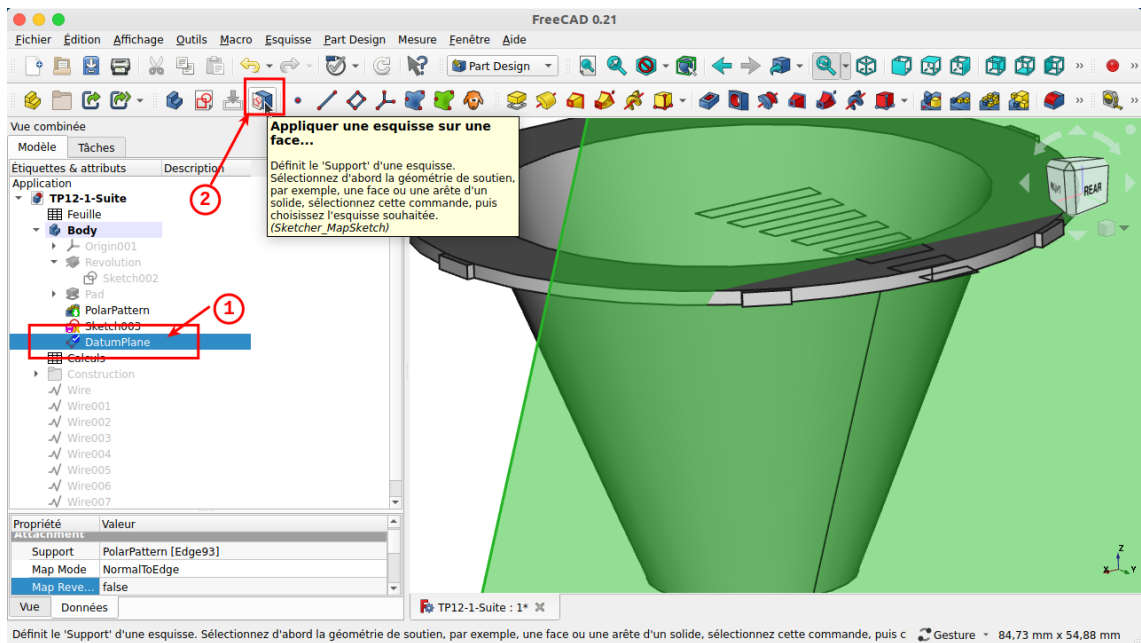 FreeCAD 0.21
Fichier Édition Affichage Outils Macro Esquisse Part Design Mesure Fenêtre Aide
Part Design
Vue combinée
Modèle Tâches
Étiquettes & attributs Description
Application
TP12-1-Suite
Feuille
Body
Origin001
Revolution
Sketch002
Pad
PolarPattern
Sketch003
DatumPlane
Calculs
Construction
Wire
Wire001
Wire002
Wire003
Wire004
Wire005
Wire006
Wire007
1
2
Appliquer une esquisse sur une
face...
Définit le 'Support' d'une esquisse.
Sélectionnez d'abord la géométrie de soutien,
par exemple, une face ou une arête d'un
solide, sélectionnez cette commande, puis
choisissez l'esquisse souhaitée.
(Sketcher_MapSketch)
REAR
Z
X Y
Propriété Valeur
Attachment
Support PolarPattern [Edge93]
Map Mode NormalToEdge
Map Reve... false
Vue Données
TP12-1-Suite : 1*
Définit le 'Support' d'une esquisse. Sélectionnez d'abord la géométrie de soutien, par exemple, une face ou une arête d'un solide, sélectionnez cette commande, puis c Gesture 84,73 mm x 54,88 mm